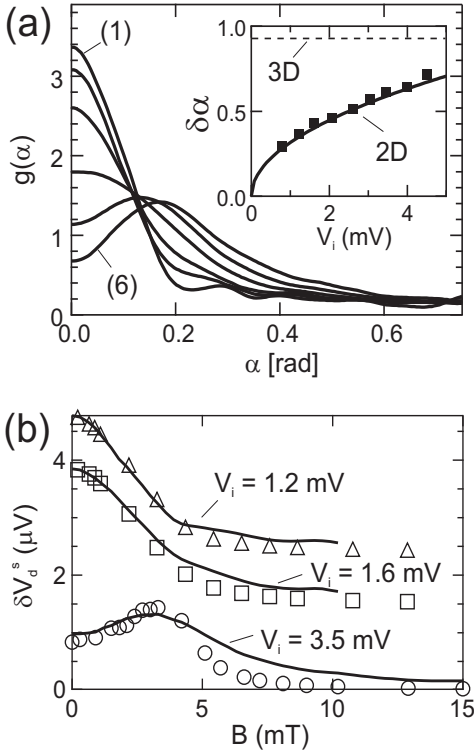 (a)
(1)
(6)
g(α)
0
1
2
3
0.0
0.2
0.4
0.6
α [rad]
δα
0.0
0.5
1.0
3D
2D
0
2
4
V_i (mV)
(b)
δV_d^s (μV)
0
2
4
V_i = 1.2 mV
V_i = 1.6 mV
V_i = 3.5 mV
0
5
10
15
B (mT)